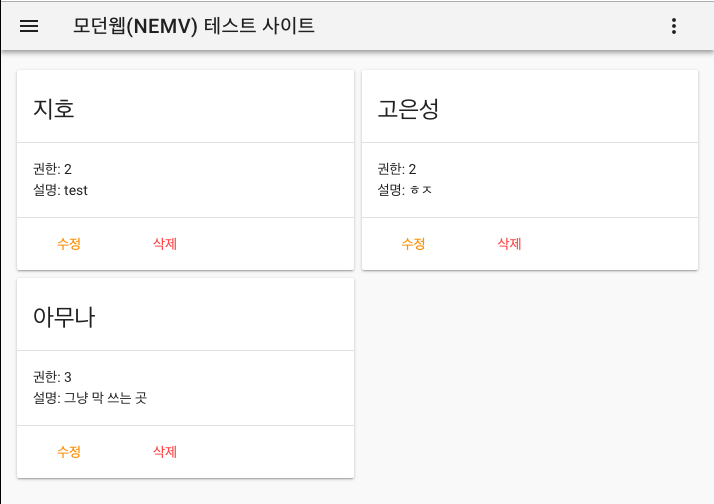 모던웹(NEMV) 테스트 사이트
지호
권한: 2
설명: test
수정 삭제
고은성
권한: 2
설명: ㅎㅈ
수정 삭제
아무나
권한: 3
설명: 그냥 막 쓰는 곳
수정 삭제